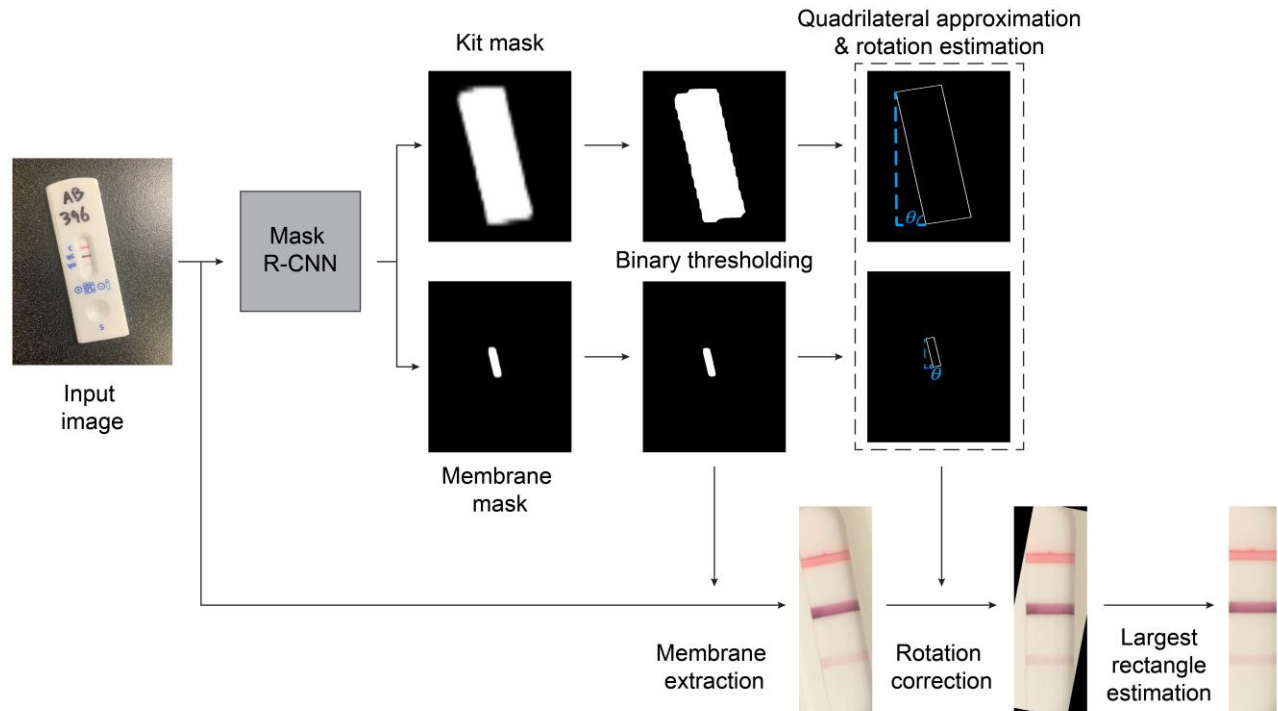 Quadrilateral approximation
& rotation estimation
Kit mask
AB
396
C
S
Mask
R-CNN
Binary thresholding
θ
θ
Input
image
Membrane
mask
Membrane
extraction
Rotation
correction
Largest
rectangle
estimation